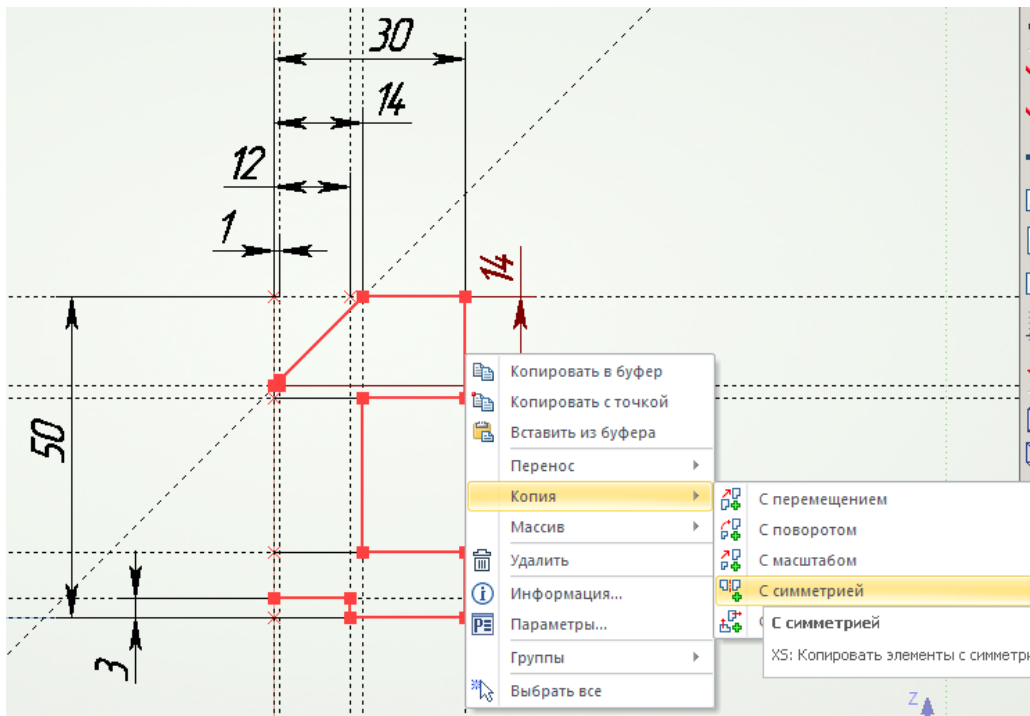 30
14
12
1
14
50
3
Копировать в буфер
Копировать с точкой
Вставить из буфера
Перенос
Копия
Массив
Удалить
Информация...
Параметры...
Группы
Выбрать все
С перемещением
С поворотом
С масштабом
С симметрией
С
С симметрией
XS: Копировать элементы с
Z